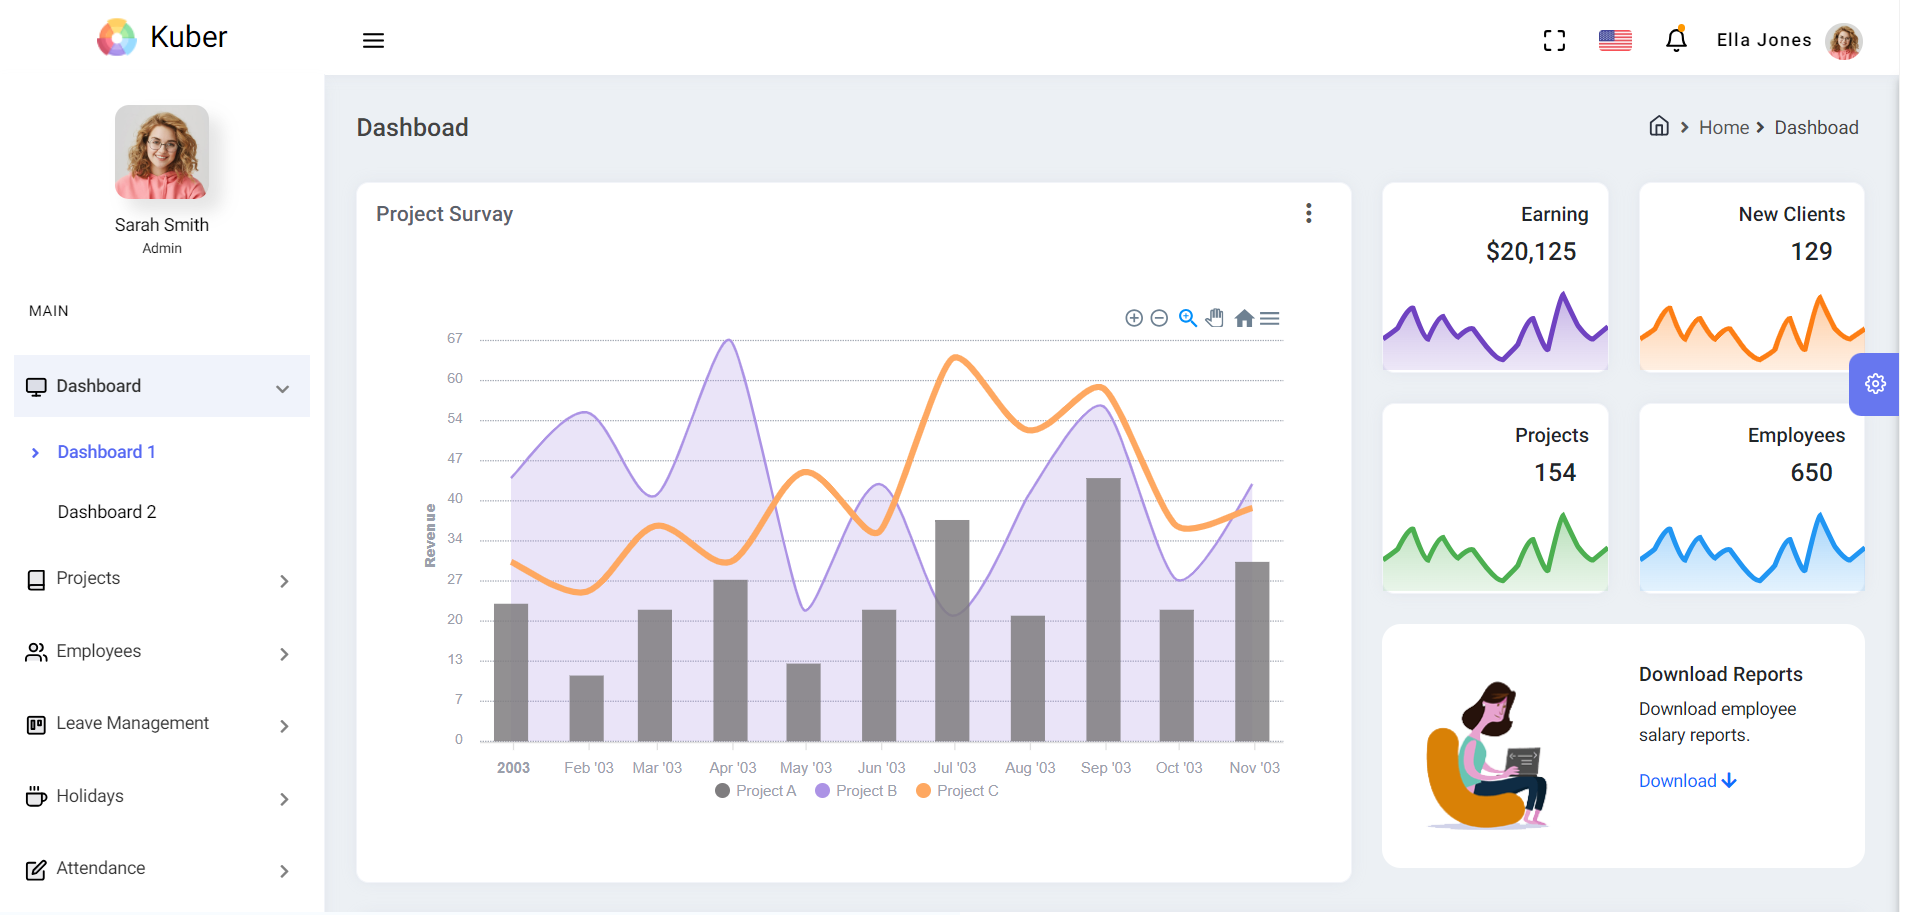 Kuber
Ella Jones
Sarah Smith
Admin
MAIN
Dashboard
Dashboard 1
Dashboard 2
Projects
Employees
Leave Management
Holidays
Attendance
Dashboad
Home
Dashboad
Project Survay
67
60
54
47
40
34
27
20
13
7
0
Revenue
2003
Feb '03
Mar '03
Apr '03
May '03
Jun '03
Jul '03
Aug '03
Sep '03
Oct '03
Nov '03
Project A
Project B
Project C
Earning
$20,125
New Clients
129
Projects
154
Employees
650
Download Reports
Download employee
salary reports.
Download